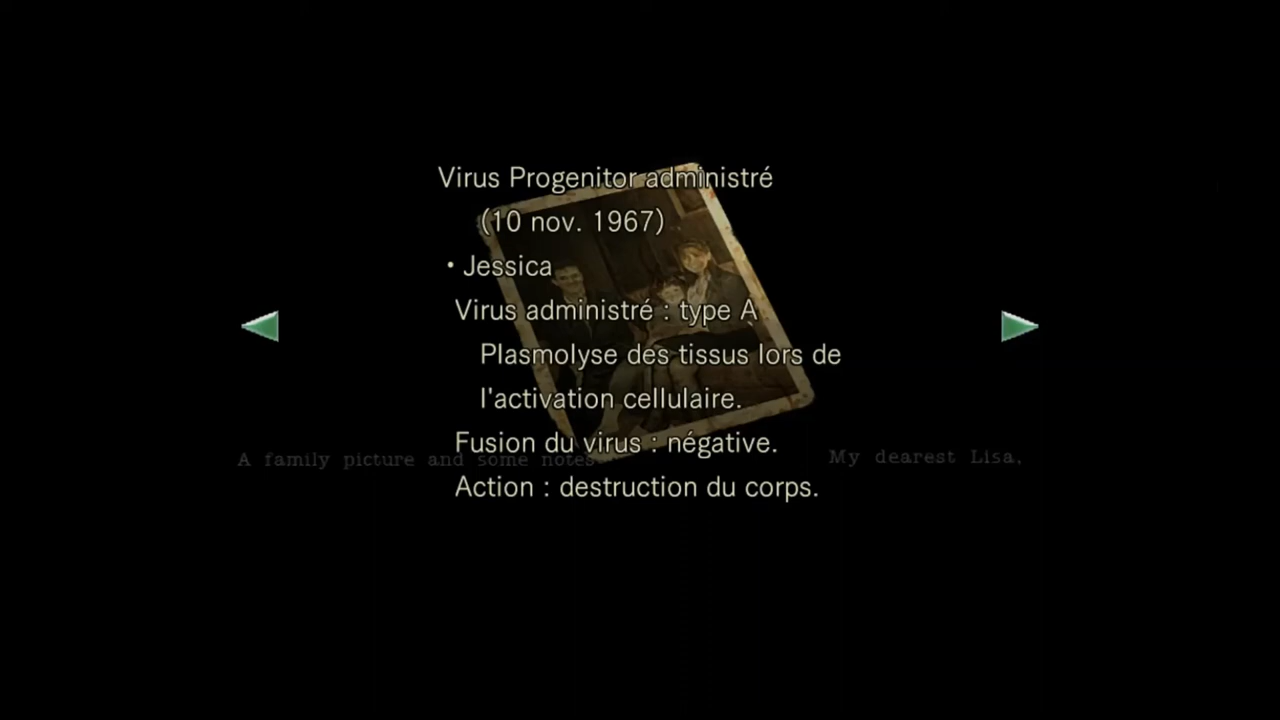 Virus Progenitor administré
(10 nov. 1967)
• Jessica
Virus administré : type A
Plasmolyse des tissus lors de
l'activation cellulaire.
Fusion du virus : négative.
A family picture and some notes
My dearest Lisa,
Action : destruction du corps.